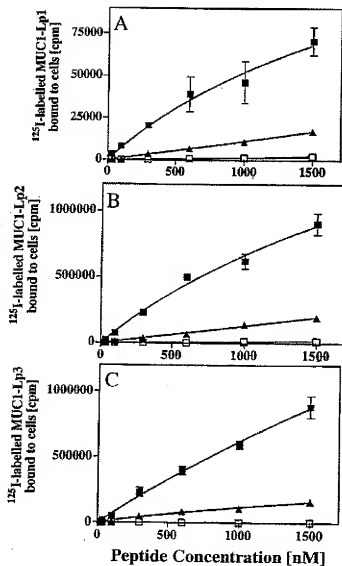 A
¹²⁵I-labelled MUC1-Lp1
bound to cells [cpm]
75000
50000
25000
0
0 500 1000 1500
B
¹²⁵I-labelled MUC1-Lp2
bound to cells [cpm]
1000000
500000
0
0 500 1000 1500
C
¹²⁵I-labelled MUC1-Lp3
bound to cells [cpm]
1000000
500000
0
0 500 1000 1500
Peptide Concentration [nM]